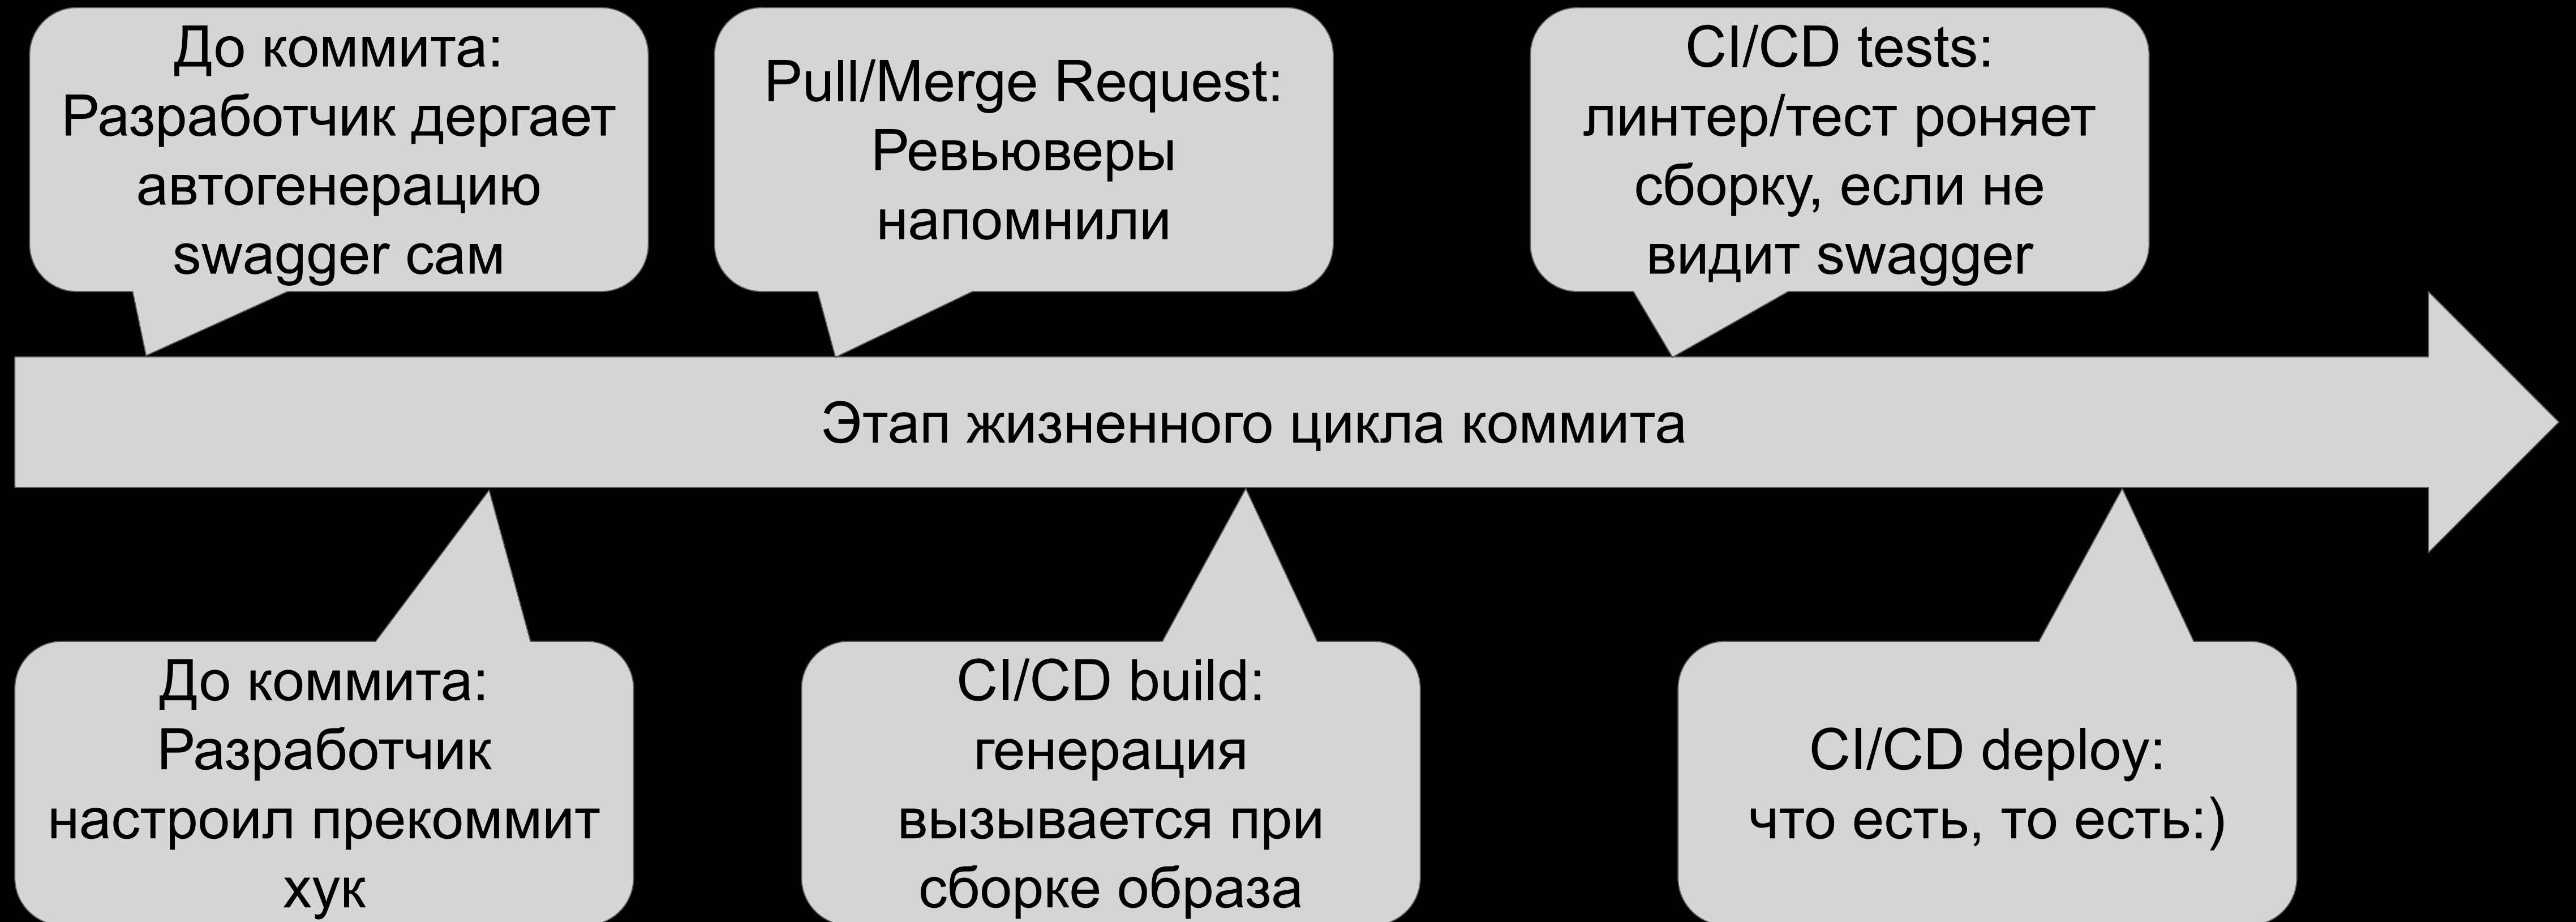 До коммита:
Разработчик дергает
автогенерацию
swagger сам
Pull/Merge Request:
Ревьюверы
напомнили
CI/CD tests:
линтер/тест роняет
сборку, если не
видит swagger
Этап жизненного цикла коммита
До коммита:
Разработчик
настроил прекоммит
хук
CI/CD build:
генерация
вызывается при
сборке образа
CI/CD deploy:
что есть, то есть:)